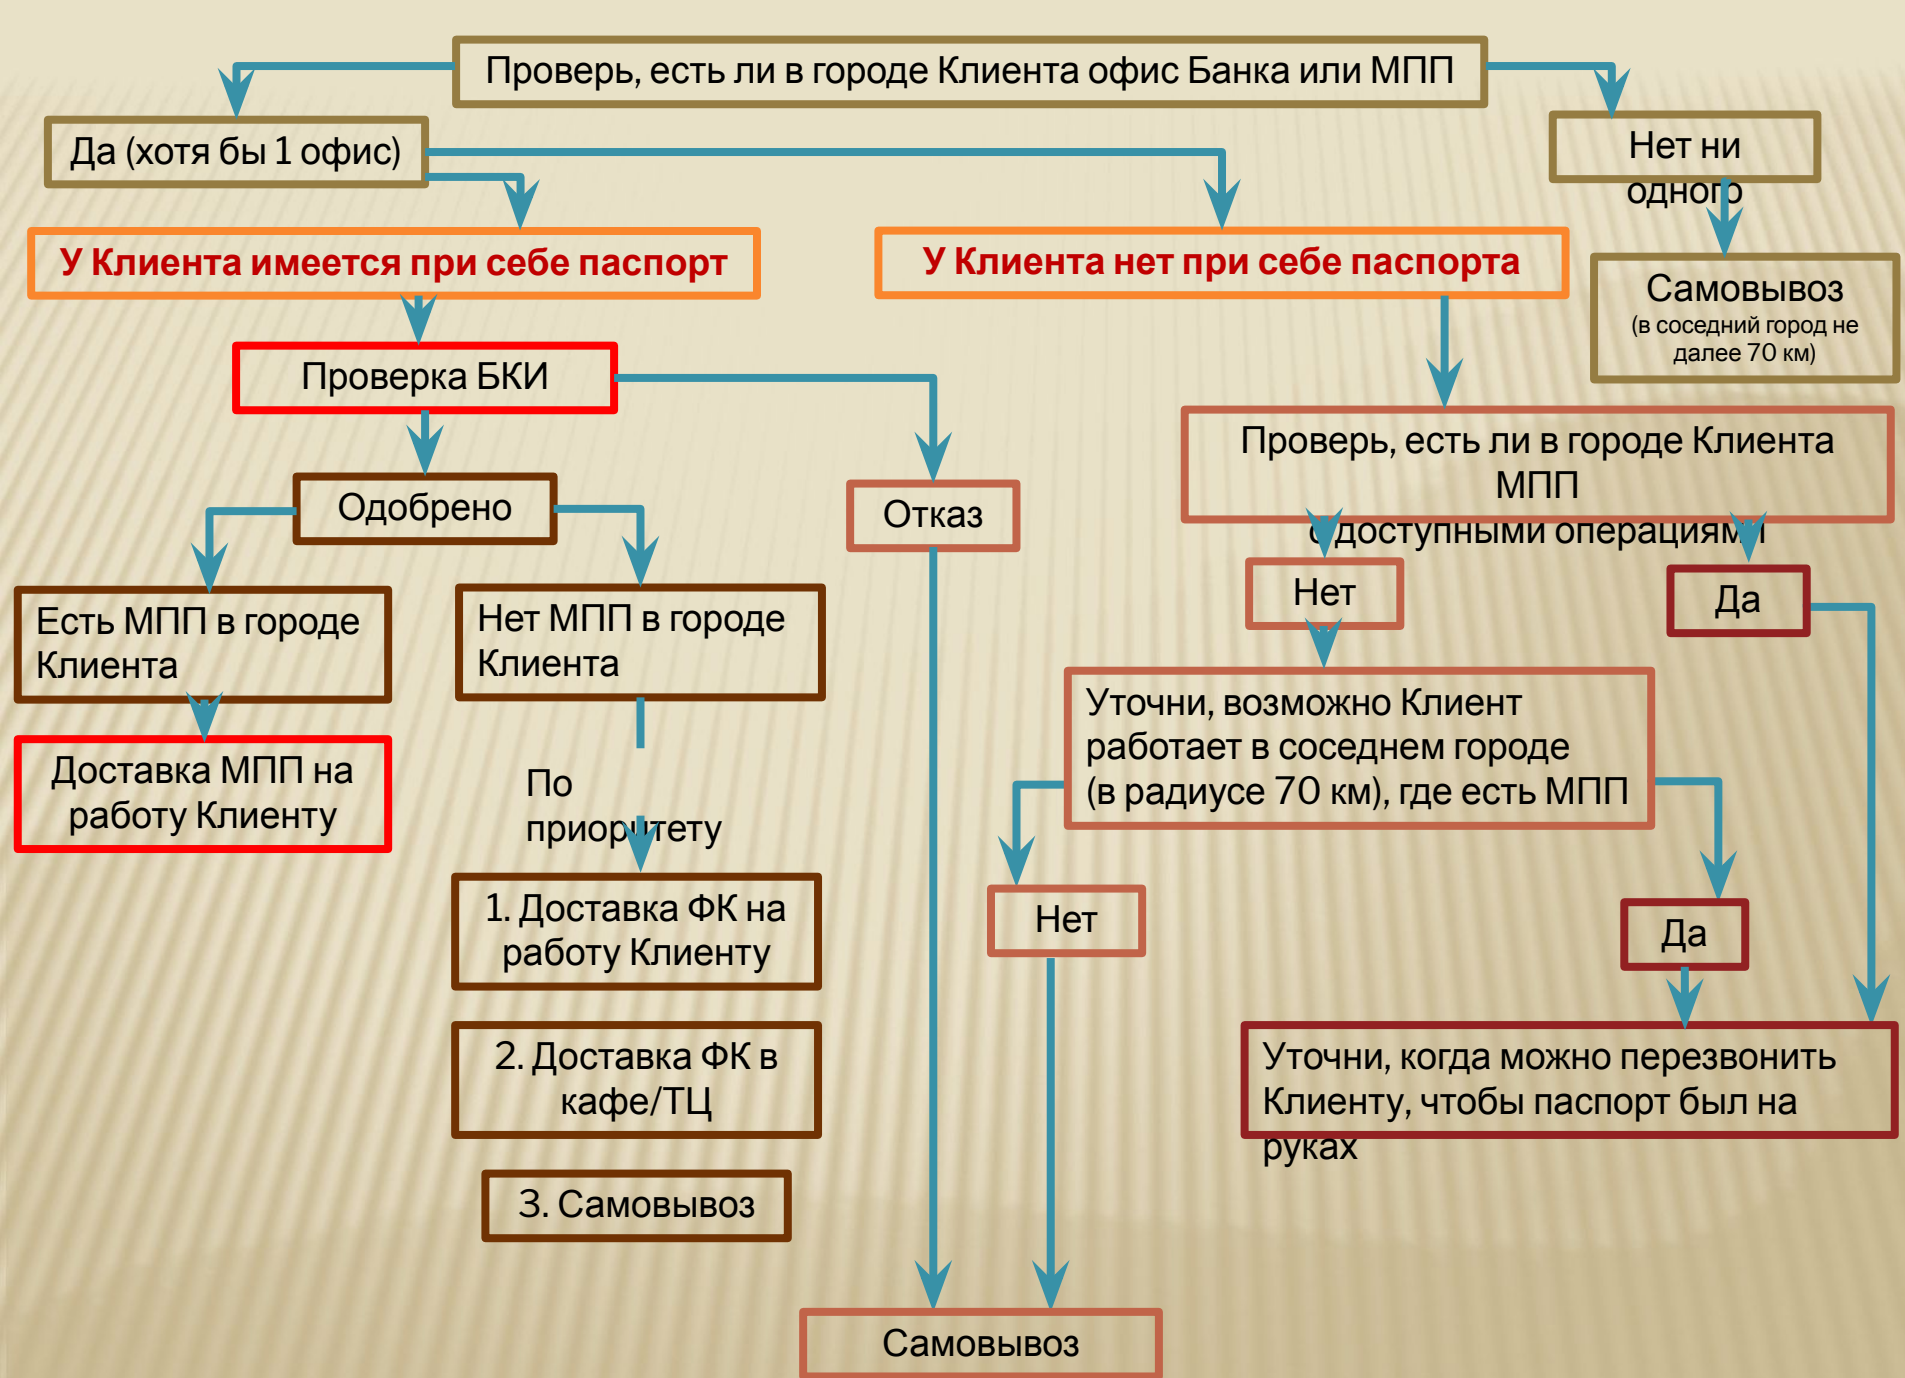 Проверь, есть ли в городе Клиента офис Банка или МПП
Да (хотя бы 1 офис)
Нет ни
одного
У Клиента имеется при себе паспорт
У Клиента нет при себе паспорта
Самовывоз
(в соседний город не
далее 70 км)
Проверка БКИ
Проверь, есть ли в городе Клиента
МПП
с доступными операциями
Одобрено
Отказ
Нет
Да
Есть МПП в городе
Клиента
Нет МПП в городе
Клиента
Уточни, возможно Клиент
работает в соседнем городе
(в радиусе 70 км), где есть МПП
Доставка МПП на
работу Клиенту
По
приоритету
1. Доставка ФК на
работу Клиенту
Нет
Да
2. Доставка ФК в
кафе/ТЦ
Уточни, когда можно перезвонить
Клиенту, чтобы паспорт был на
руках
3. Самовывоз
Самовывоз